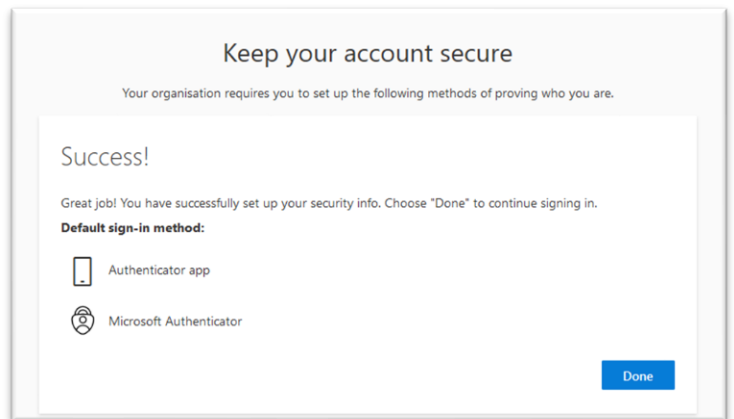 Keep your account secure
Your organisation requires you to set up the following methods of proving who you are.
Success!
Great job! You have successfully set up your security info. Choose "Done" to continue signing in.
Default sign-in method:
Authenticator app
Microsoft Authenticator
Done